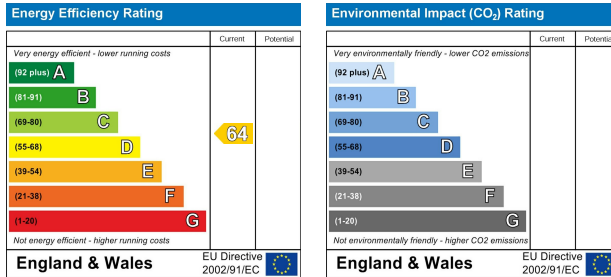 Energy Efficiency Rating
Current Potential
Very energy efficient - lower running costs
(92 plus) A
(81-91) B
(69-80) C
(55-68) D
64
(39-54) E
(21-38) F
(1-20) G
Not energy efficient - higher running costs
England & Wales
EU Directive
2002/91/EC
Environmental Impact (CO₂) Rating
Current Potential
Very environmentally friendly - lower CO2 emissions
(92 plus) A
(81-91) B
(69-80) C
(55-68) D
(39-54) E
(21-38) F
(1-20) G
Not environmentally friendly - higher CO2 emissions
England & Wales
EU Directive
2002/91/EC